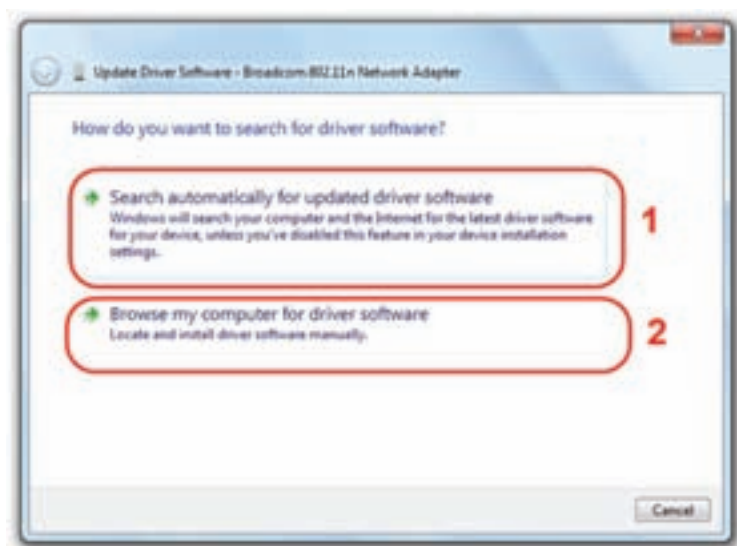 Update Driver Software - Broadcom 802.11n Network Adapter
How do you want to search for driver software?
Search automatically for updated driver software
Windows will search your computer and the Internet for the latest driver software
for your device, unless you've disabled this feature in your device installation
settings.
1
Browse my computer for driver software
Locate and install driver software manually.
2
Cancel